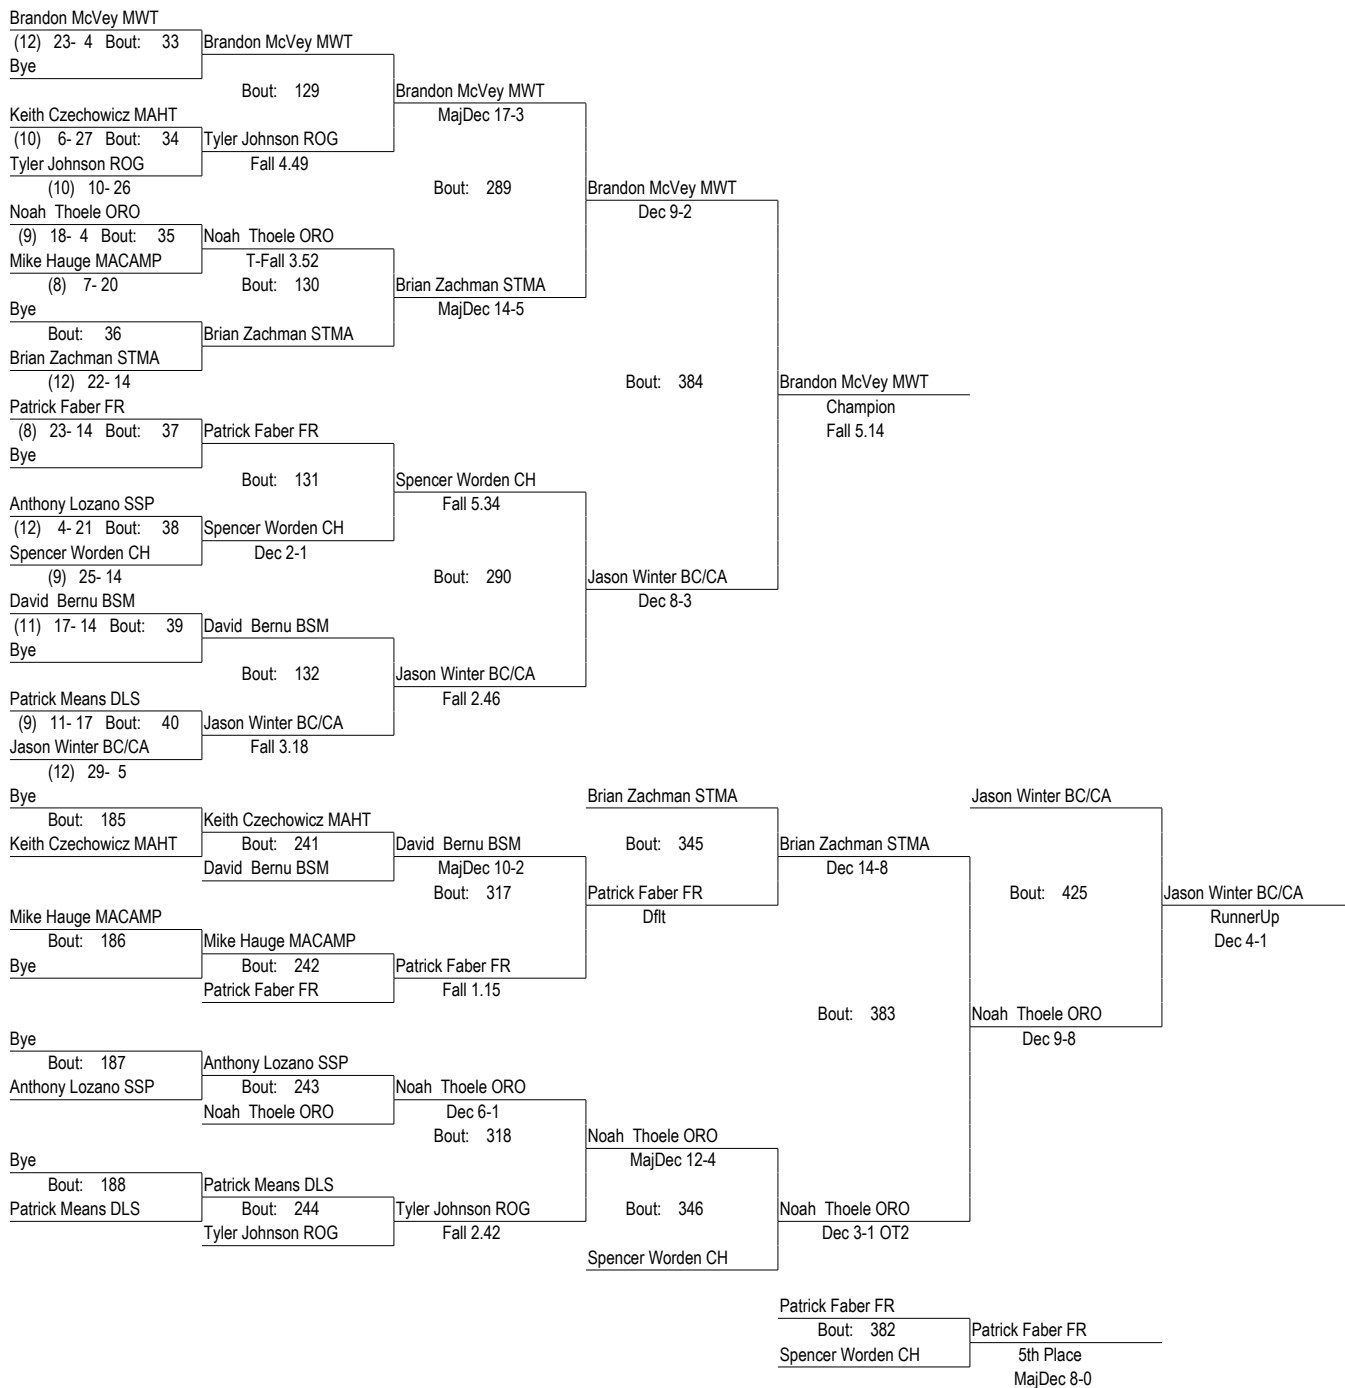 Brandon McVey MWT
(12) 23- 4 Bout: 33 Brandon McVey MWT
Bye
Bout: 129 Brandon McVey MWT
Keith Czechowicz MAHT MajDec 17-3
(10) 6- 27 Bout: 34 Tyler Johnson ROG
Tyler Johnson ROG Fall 4.49
(10) 10- 26 Bout: 289 Brandon McVey MWT
Noah Thoele ORO Dec 9-2
(9) 18- 4 Bout: 35 Noah Thoele ORO
Mike Hauge MACAMP T-Fall 3.52
(8) 7- 20 Bout: 130 Brian Zachman STMA
Bye MajDec 14-5
Bout: 36 Brian Zachman STMA
Brian Zachman STMA
(12) 22- 14 Bout: 384 Brandon McVey MWT
Patrick Faber FR Champion
(8) 23- 14 Bout: 37 Patrick Faber FR Fall 5.14
Bye
Bout: 131 Spencer Worden CH
Anthony Lozano SSP Fall 5.34
(12) 4- 21 Bout: 38 Spencer Worden CH
Spencer Worden CH Dec 2-1
(9) 25- 14 Bout: 290 Jason Winter BC/CA
David Bernu BSM Dec 8-3
(11) 17- 14 Bout: 39 David Bernu BSM
Bye
Bout: 132 Jason Winter BC/CA
Patrick Means DLS Fall 2.46
(9) 11- 17 Bout: 40 Jason Winter BC/CA
Jason Winter BC/CA Fall 3.18
(12) 29- 5
Bye Brian Zachman STMA Jason Winter BC/CA
Bout: 185 Keith Czechowicz MAHT
Keith Czechowicz MAHT Bout: 241 David Bernu BSM Bout: 345 Brian Zachman STMA
David Bernu BSM MajDec 10-2 Dec 14-8
Bout: 317 Patrick Faber FR Bout: 425 Jason Winter BC/CA
Mike Hauge MACAMP Dflt RunnerUp
Bout: 186 Mike Hauge MACAMP Dec 4-1
Bye Bout: 242 Patrick Faber FR
Patrick Faber FR Fall 1.15
Bout: 383 Noah Thoele ORO
Bye Dec 9-8
Bout: 187 Anthony Lozano SSP
Anthony Lozano SSP Bout: 243 Noah Thoele ORO
Noah Thoele ORO Dec 6-1
Bout: 318 Noah Thoele ORO
Bye MajDec 12-4
Bout: 188 Patrick Means DLS
Patrick Means DLS Bout: 244 Tyler Johnson ROG Bout: 346 Noah Thoele ORO
Tyler Johnson ROG Fall 2.42 Dec 3-1 OT2
Spencer Worden CH
Patrick Faber FR
Bout: 382 Patrick Faber FR
Spencer Worden CH 5th Place
MajDec 8-0